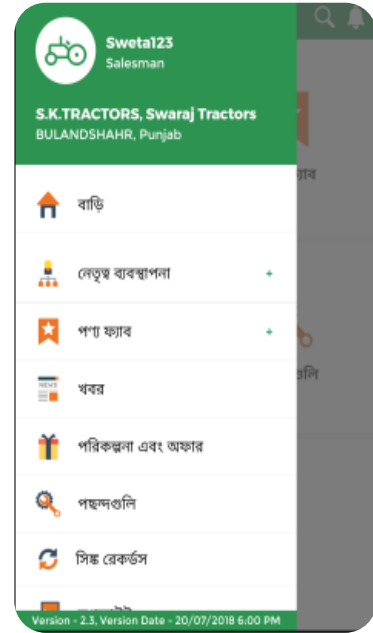 Sweta123
Salesman
S.K.TRACTORS, Swaraj Tractors
BULANDSHAHR, Punjab
বাড়ি
নেতৃত্ব ব্যবস্থাপনা +
পণ্য ফ্যাব +
NEWS
খবর
পরিকল্পনা এবং অফার
পছন্দগুলি
সিঙ্ক রেকর্ডস
Version - 2.3, Version Date - 20/07/2018 6:00 PM